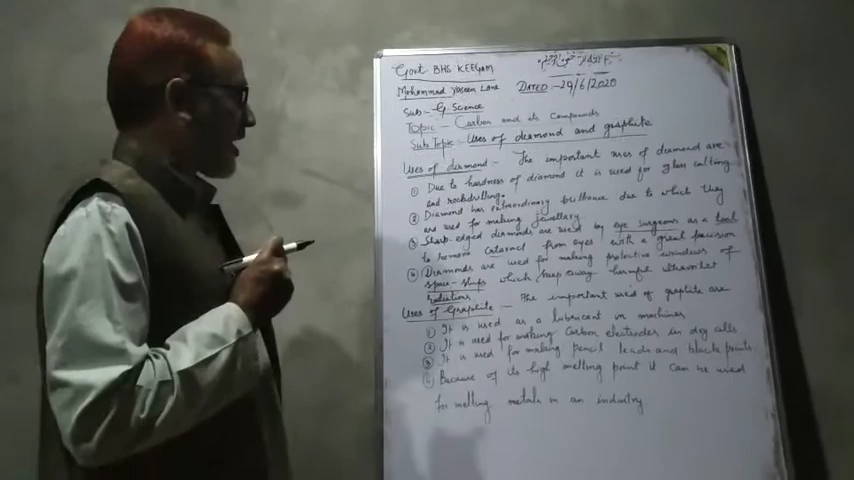 Govt. BHS KEEGAM
Mohammad Yaseen Lone
DATED - 29/6/2020
Sub:- G. Science
Topic - Carbon and its Compounds
Sub Topic - Uses of diamond and graphite
Uses of diamond - The important uses of diamond are
① Due to hardness of diamond it is used for glass cutting
and rockdrilling.
② Diamond has extraordinary brilliance due to which they
are used for making jewellary
③ Sharp edged diamonds are used by eye surgeons as a tool
to remove cataract from eyes with a great precision
④ Diamonds are used for making protective windows of
space-ships which keep away harmful ultraviolet
Radiations
Uses of Graphite - The important used of graphite are
① It is used as a lubricant on machines
② It is used for making Carbon electrodes in dry cells
③ It is used for making pencil leads and black paints
④ Because of its high melting point it can be used
for melting metals in an industry